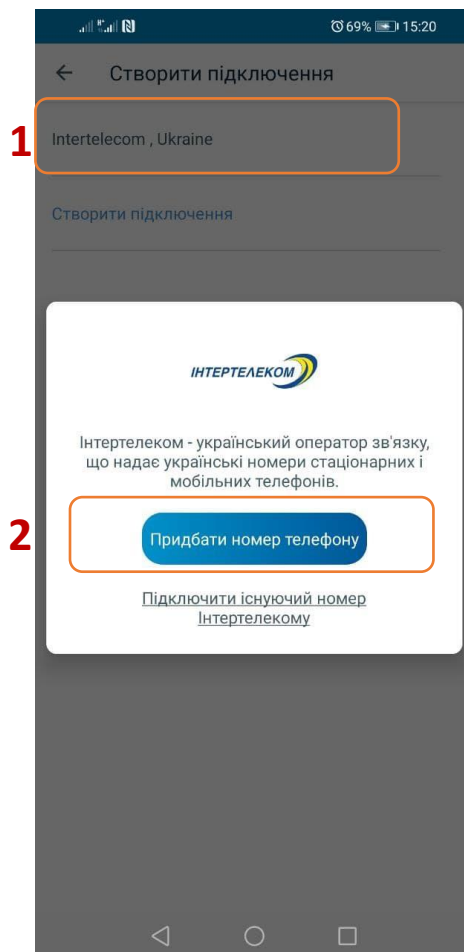 69% 15:20
Створити підключення
1
Intertelecom , Ukraine
Створити підключення
ІНТЕРТЕЛЕКОМ
Інтертелеком - український оператор зв'язку,
що надає українські номери стаціонарних і
мобільних телефонів.
2
Придбати номер телефону
Підключити існуючий номер
Інтертелекому